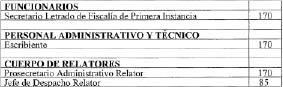 FUNCIONARIOS
Secretario Letrado de Fiscalía de Primera Instancia 170
PERSONAL ADMINISTRATIVO Y TÉCNICO
Escribiente 170
CUERPO DE RELATORES
Prosecretario Administrativo Relator 170
Jefe de Despacho Relator 85